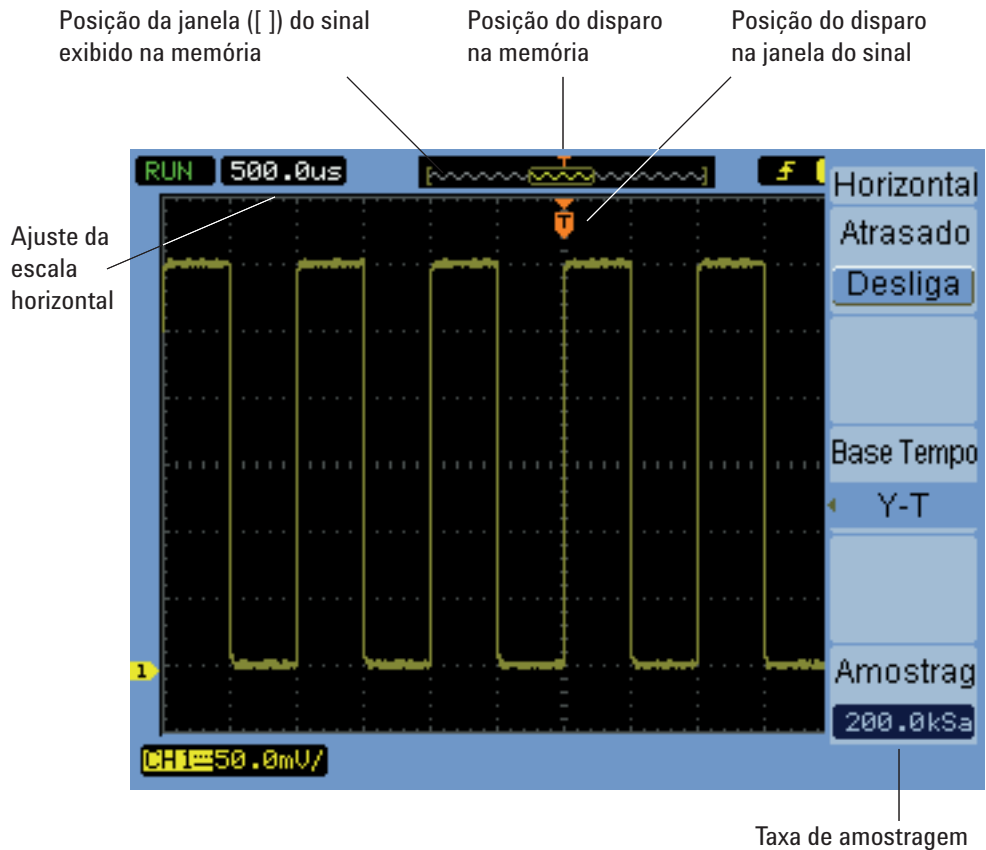 Posição da janela ([ ]) do sinal
exibido na memória
Posição do disparo
na memória
Posição do disparo
na janela do sinal
RUN
500.0us
T
Horizontal
Atrasado
Desliga
T
Ajuste da
escala
horizontal
Base Tempo
Y-T
1
Amostrag
200.0kSa
CH1 50.0mV/
Taxa de amostragem